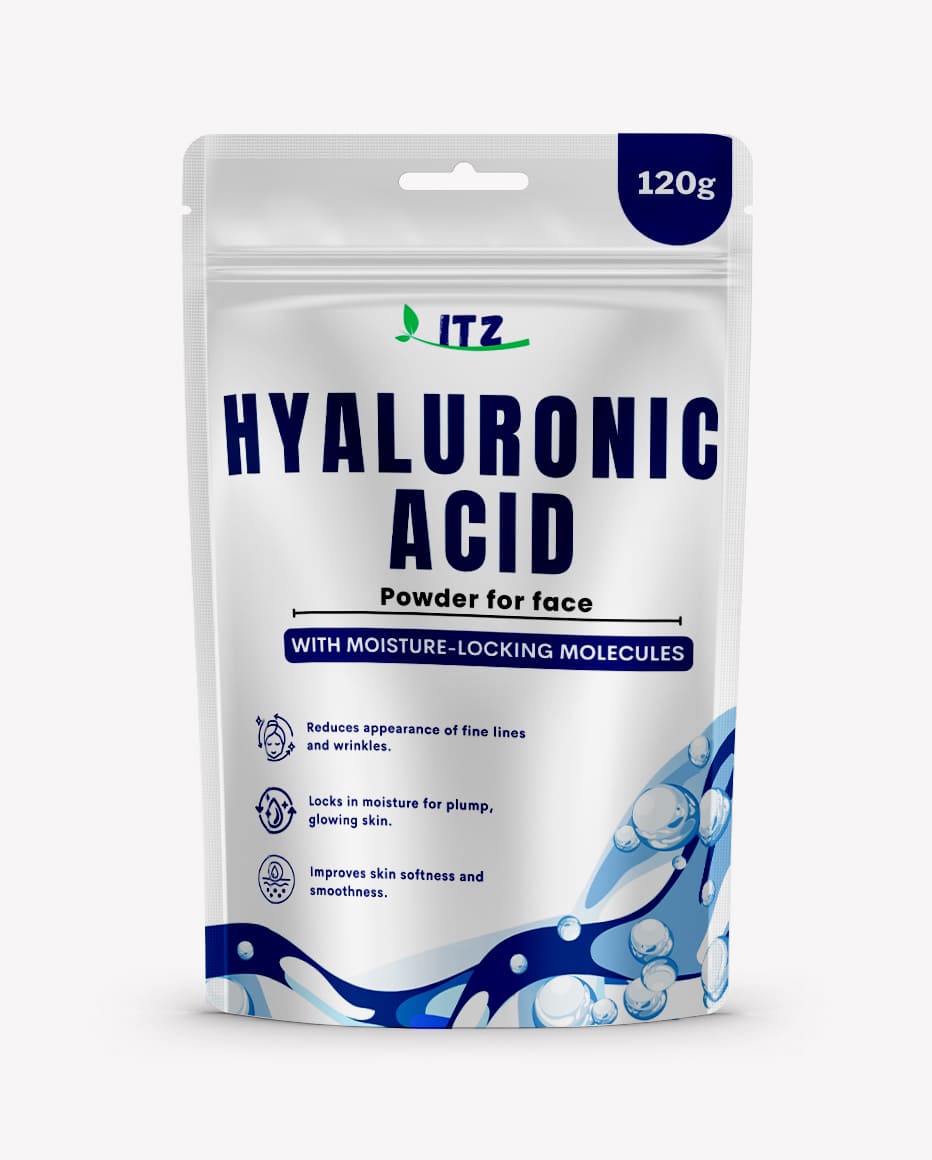 120g
ITZ
HYALURONIC
ACID
Powder for face
WITH MOISTURE-LOCKING MOLECULES
Reduces appearance of fine lines
and wrinkles.
Locks in moisture for plump,
glowing skin.
Improves skin softness and
smoothness.